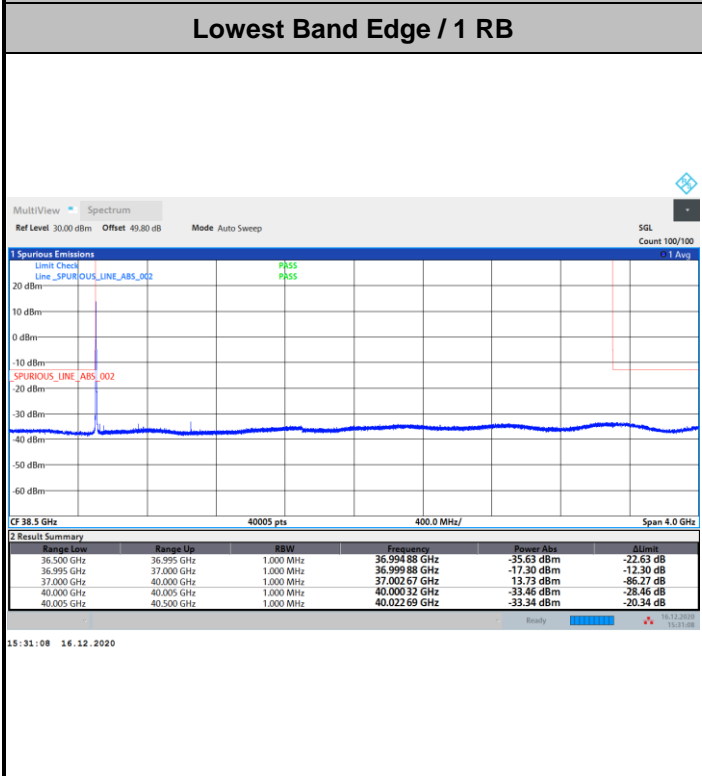 Lowest Band Edge / 1 RB
MultiView Spectrum
Ref Level 30.00 dBm Offset 49.80 dB Mode Auto Sweep SGL
Count 100/100
1 Spurious Emissions 1 Avg
Limit Check PASS
Line _SPURIOUS_LINE_ABS_002 PASS
20 dBm
10 dBm
0 dBm
-10 dBm
_SPURIOUS_LINE_ABS_002
-20 dBm
-30 dBm
-40 dBm
-50 dBm
-60 dBm
CF 38.5 GHz 40005 pts 400.0 MHz/ Span 4.0 GHz
2 Result Summary
Range Low Range Up RBW Frequency Power Abs ΔLimit
36.500 GHz 36.995 GHz 1.000 MHz 36.994 88 GHz -35.63 dBm -22.63 dB
36.995 GHz 37.000 GHz 1.000 MHz 36.999 88 GHz -17.30 dBm -12.30 dB
37.000 GHz 40.000 GHz 1.000 MHz 37.002 67 GHz 13.73 dBm -86.27 dB
40.000 GHz 40.005 GHz 1.000 MHz 40.000 32 GHz -33.46 dBm -28.46 dB
40.005 GHz 40.500 GHz 1.000 MHz 40.022 69 GHz -33.34 dBm -20.34 dB
Ready 16.12.2020
15:31:08
15:31:08 16.12.2020